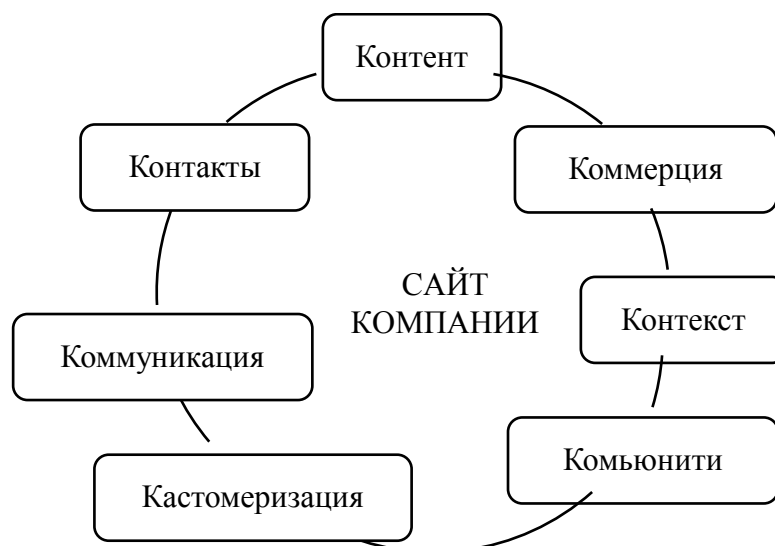 Контент
Контакты
Коммерция
САЙТ
КОМПАНИИ
Контекст
Коммуникация
Комьюнити
Кастомеризация